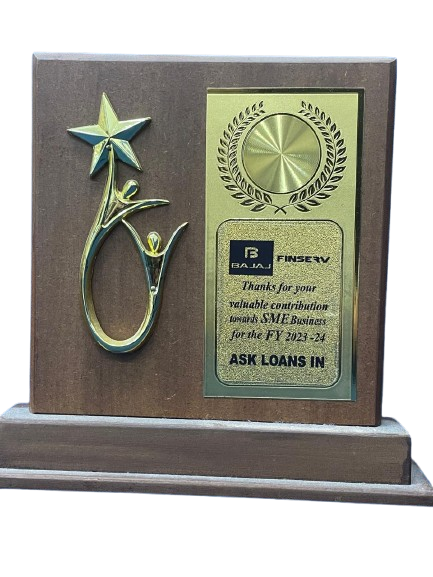 B
BAJAJ FINSERV
Thanks for your
valuable contribution
towards SME Business
for the FY 2023 -24
ASK LOANS IN